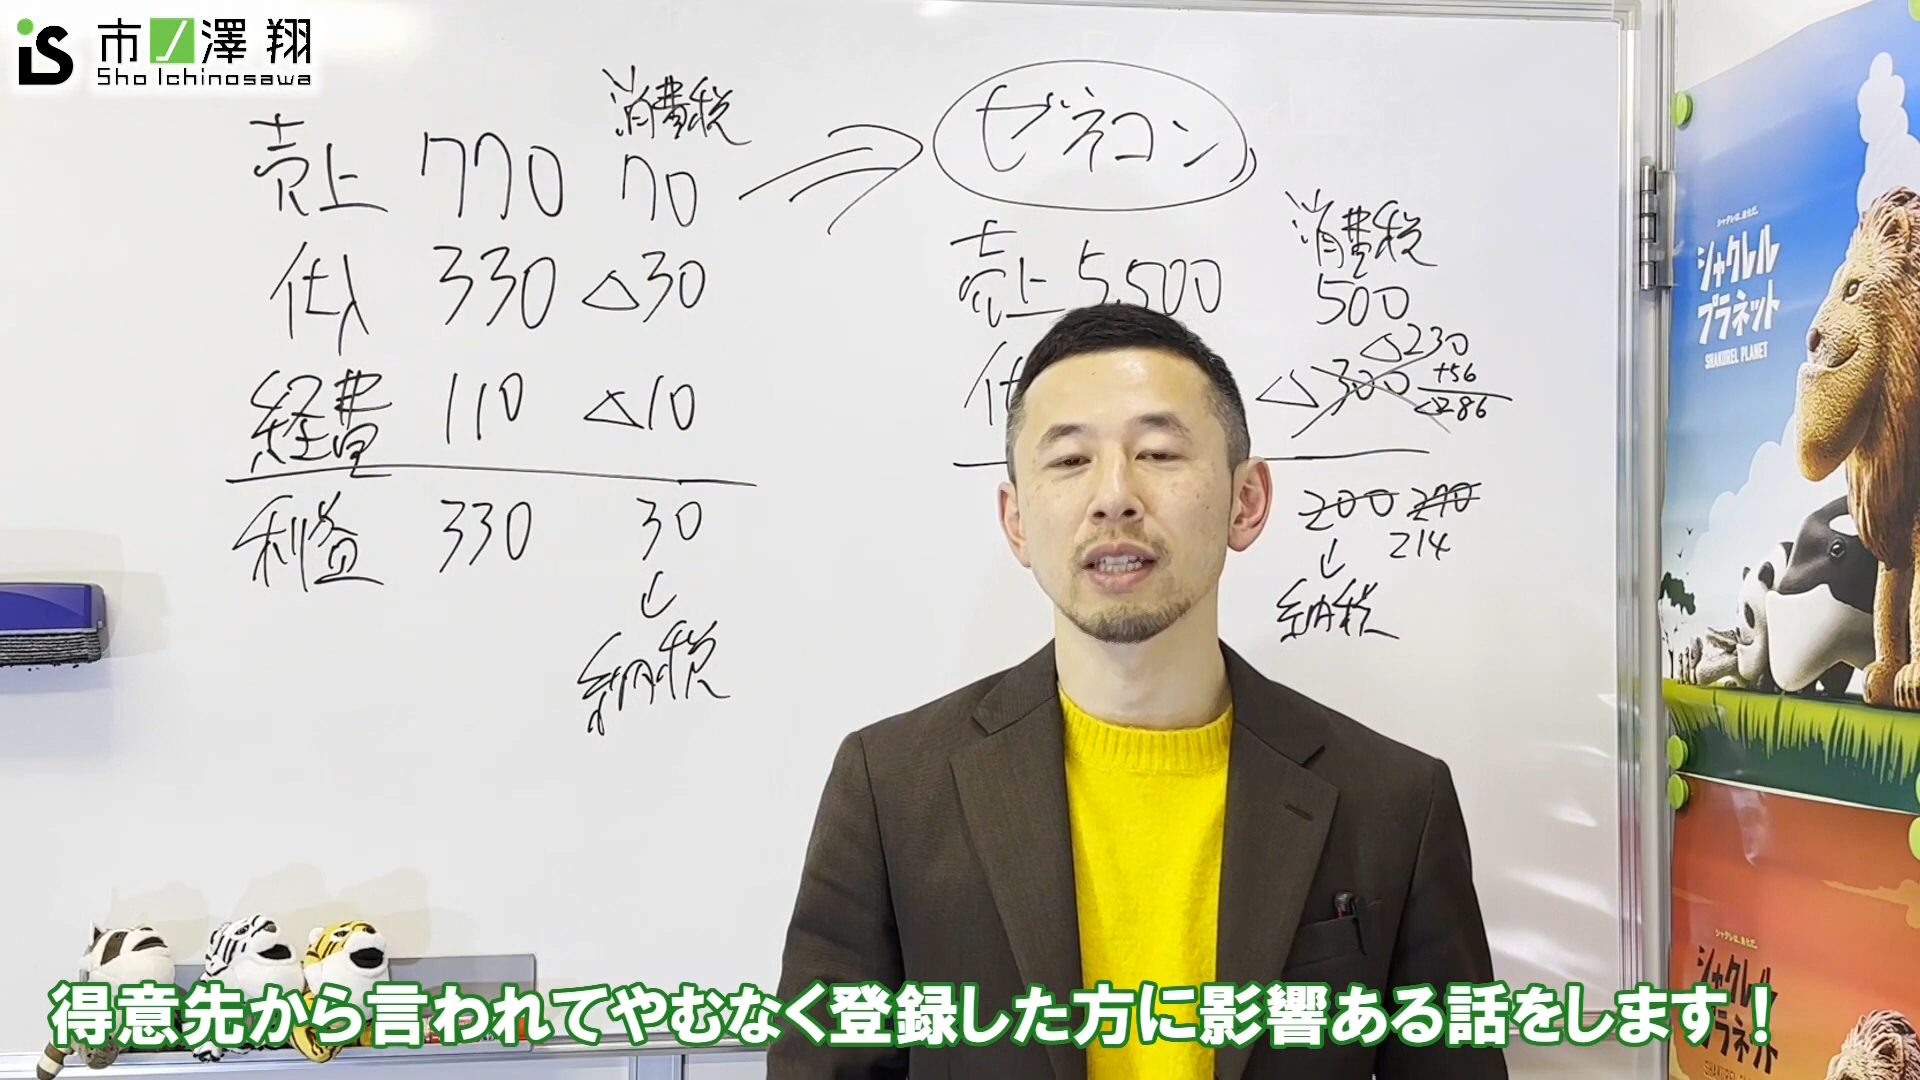 iS 市ノ澤 翔
Sho Ichinosawa
消費税
売上 770 70
仕入 330 △30
経費 110 △10
利益 330 30
↓
納税
ゼネコン
消費税
売上 5,500 500
△230
仕 △300 +56
△286
200 270
214
↓
納税
得意先から言われてやむなく登録した方に影響ある話をします!
シャクレル
プラネット
SHAKUREL PLANET
シャクレル
プラネット
SHAKUREL PLANET